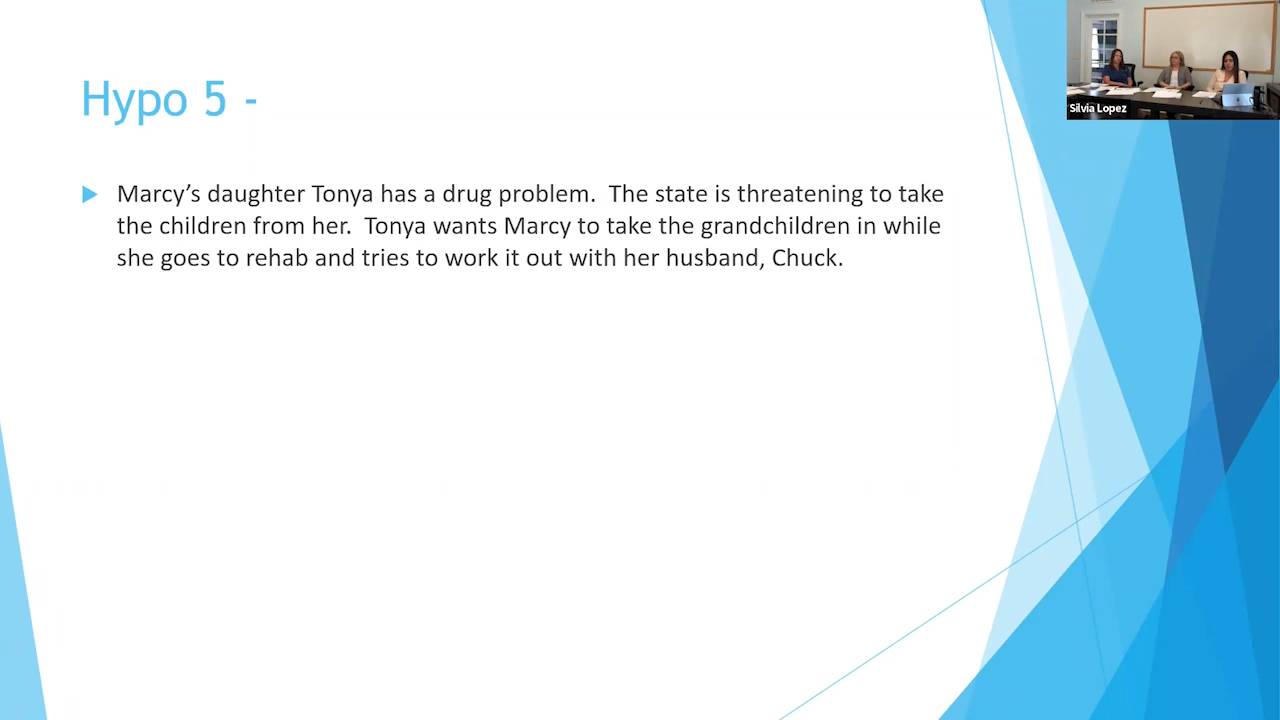 Hypo 5 -
Marcy’s daughter Tonya has a drug problem.  The state is threatening to take
the children from her.  Tonya wants Marcy to take the grandchildren in while
she goes to rehab and tries to work it out with her husband, Chuck.
Silvia Lopez